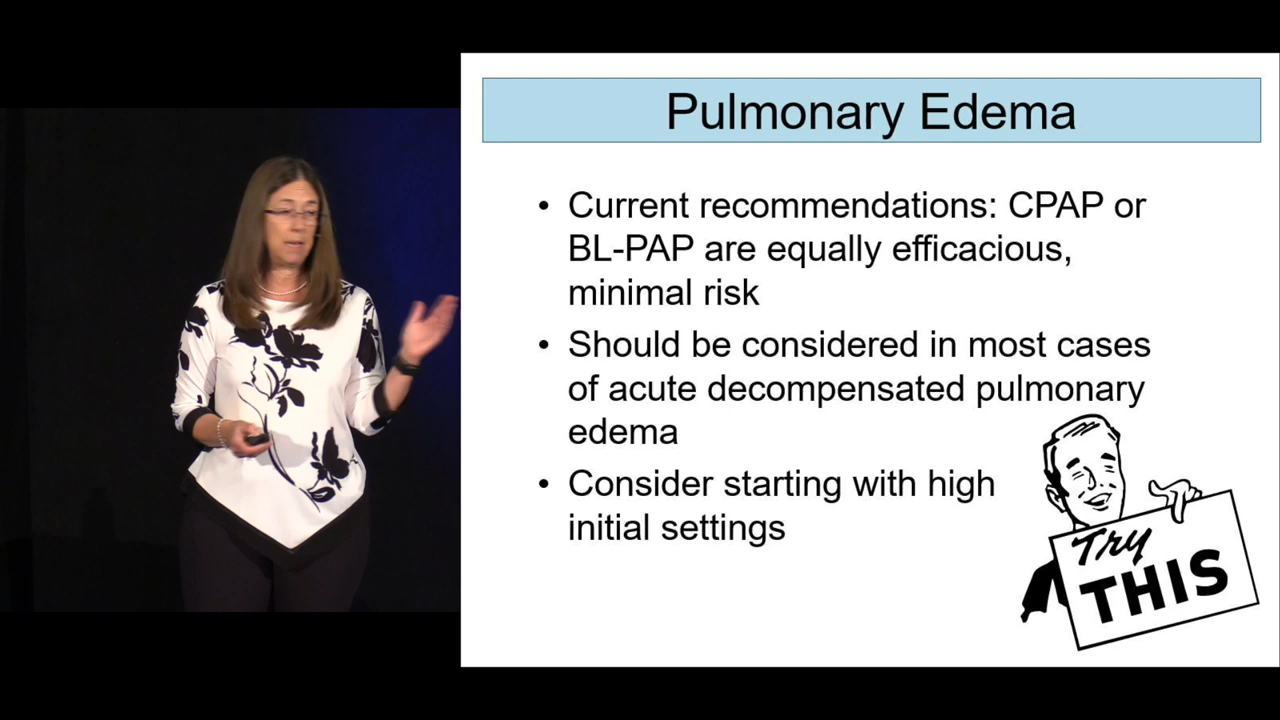 Pulmonary Edema
• Current recommendations: CPAP or
BL-PAP are equally efficacious,
minimal risk
• Should be considered in most cases
of acute decompensated pulmonary
edema
• Consider starting with high
initial settings
Try
THIS